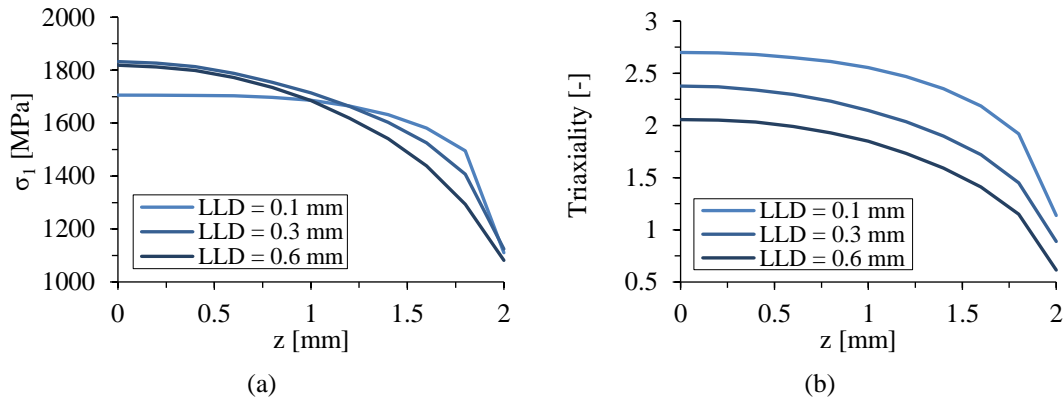 2000
1800
1600
1400
1200
1000
σ1 [MPa]
LLD = 0.1 mm
LLD = 0.3 mm
LLD = 0.6 mm
0 0.5 1 1.5 2
z [mm]
(a)
3
2.5
2
1.5
1
0.5
Triaxiality [-]
LLD = 0.1 mm
LLD = 0.3 mm
LLD = 0.6 mm
0 0.5 1 1.5 2
z [mm]
(b)